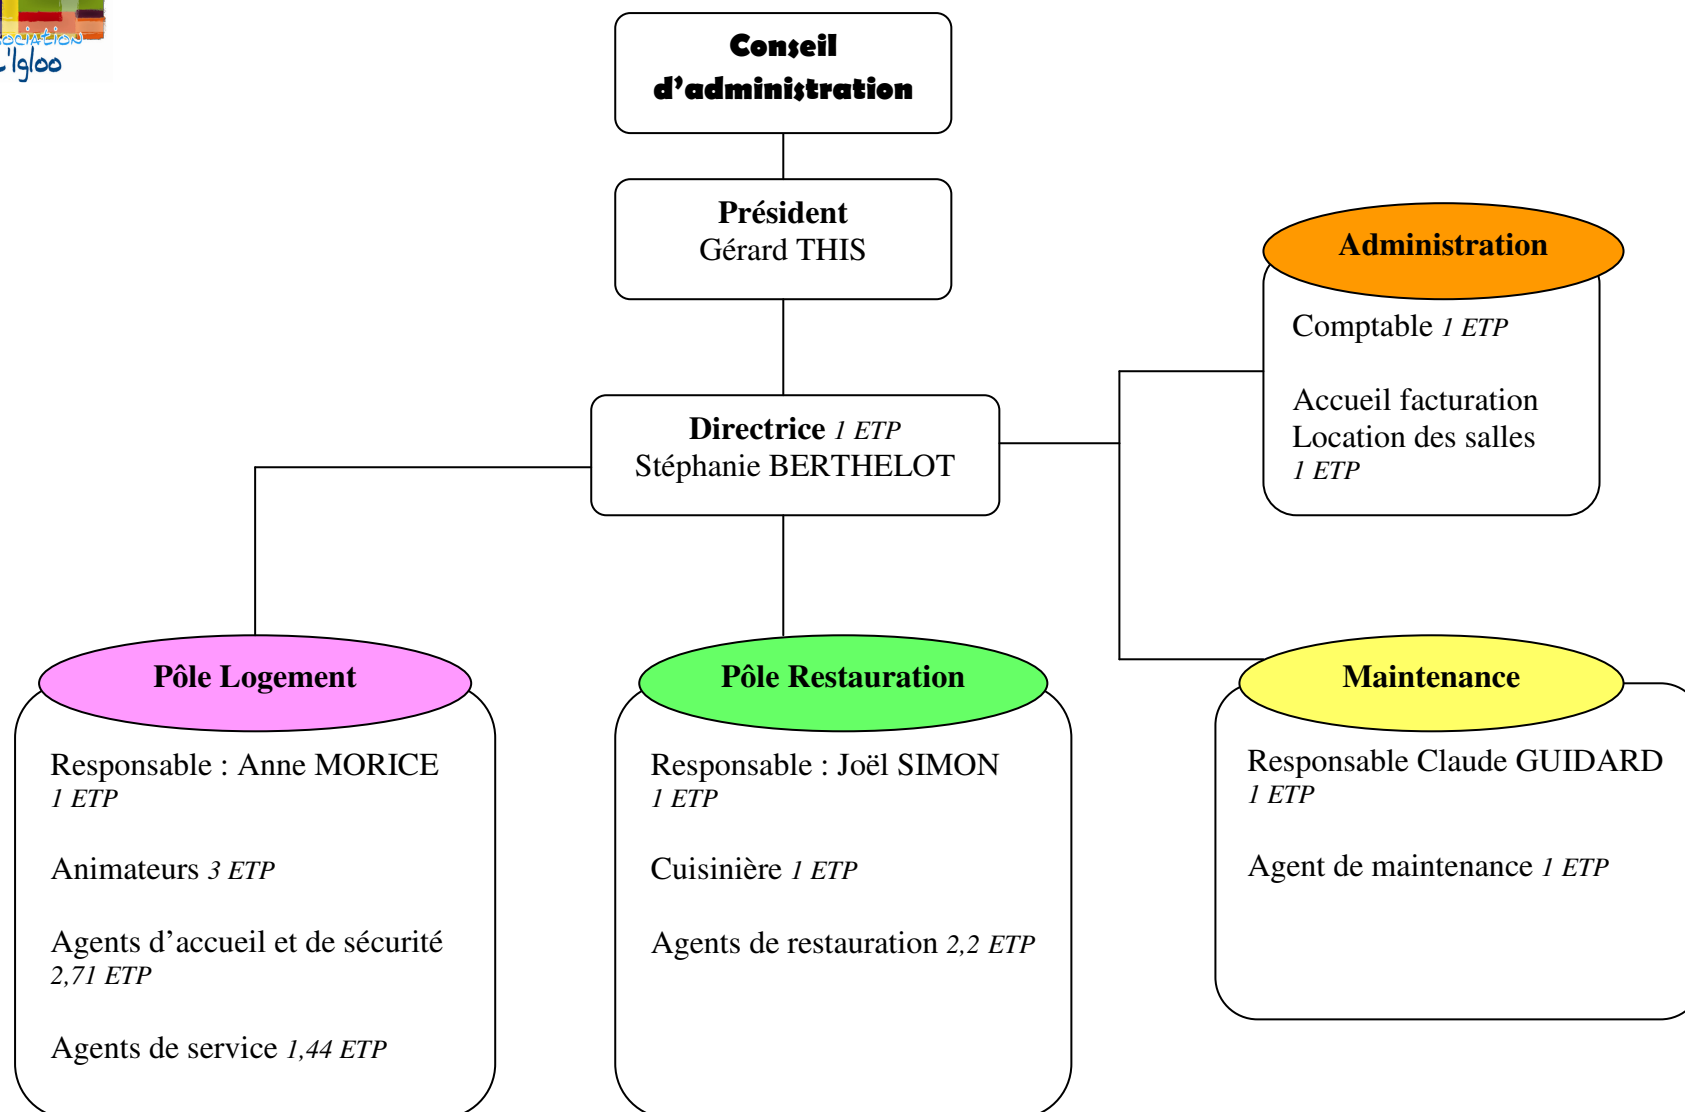 L'Igloo
Conseil
d'administration
Président
Gérard THIS
Administration
Comptable 1 ETP
Accueil facturation
Location des salles
1 ETP
Directrice 1 ETP
Stéphanie BERTHELOT
Pôle Logement
Responsable : Anne MORICE
1 ETP
Animateurs 3 ETP
Agents d'accueil et de sécurité
2,71 ETP
Agents de service 1,44 ETP
Pôle Restauration
Responsable : Joël SIMON
1 ETP
Cuisinière 1 ETP
Agents de restauration 2,2 ETP
Maintenance
Responsable Claude GUIDARD
1 ETP
Agent de maintenance 1 ETP